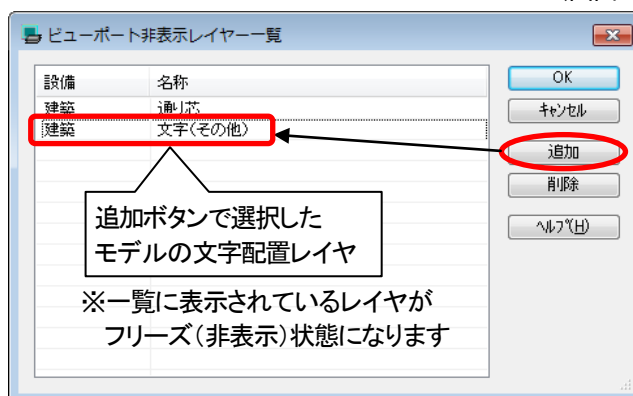 ビューポート非表示レイヤー一覧
設備 名称
建築 通り芯
建築 文字(その他)
OK
キャンセル
追加
削除
ヘルプ(H)
追加ボタンで選択した
モデルの文字配置レイヤ
※一覧に表示されているレイヤが
フリーズ(非表示)状態になります